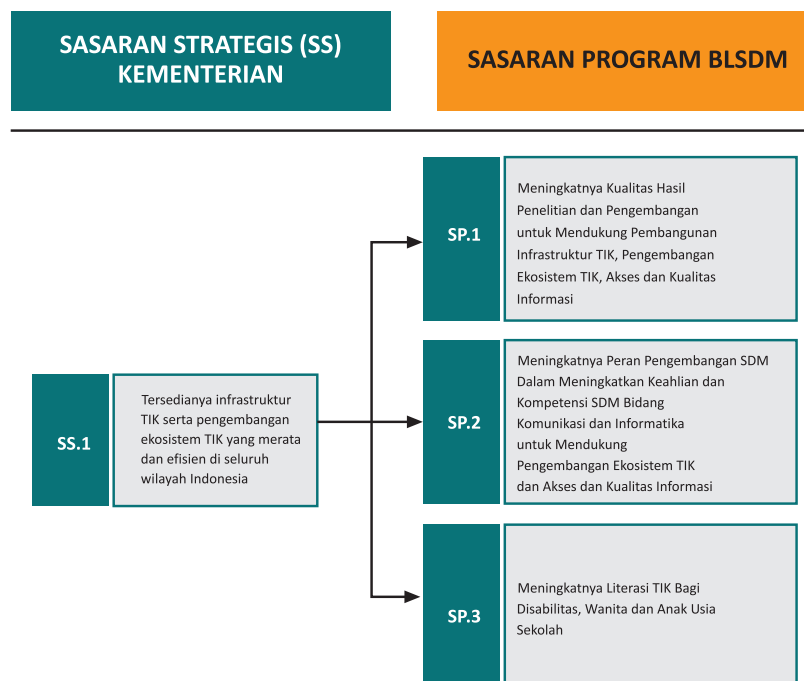 SASARAN STRATEGIS (SS)
KEMENTERIAN
SASARAN PROGRAM BLSDM
SS.1
Tersedianya infrastruktur
TIK serta pengembangan
ekosistem TIK yang merata
dan efisien di seluruh
wilayah Indonesia
SP.1
Meningkatnya Kualitas Hasil
Penelitian dan Pengembangan
untuk Mendukung Pembangunan
Infrastruktur TIK, Pengembangan
Ekosistem TIK, Akses dan Kualitas
Informasi
SP.2
Meningkatnya Peran Pengembangan SDM
Dalam Meningkatkan Keahlian dan
Kompetensi SDM Bidang
Komunikasi dan Informatika
untuk Mendukung
Pengembangan Ekosistem TIK
dan Akses dan Kualitas Informasi
SP.3
Meningkatnya Literasi TIK Bagi
Disabilitas, Wanita dan Anak Usia
Sekolah